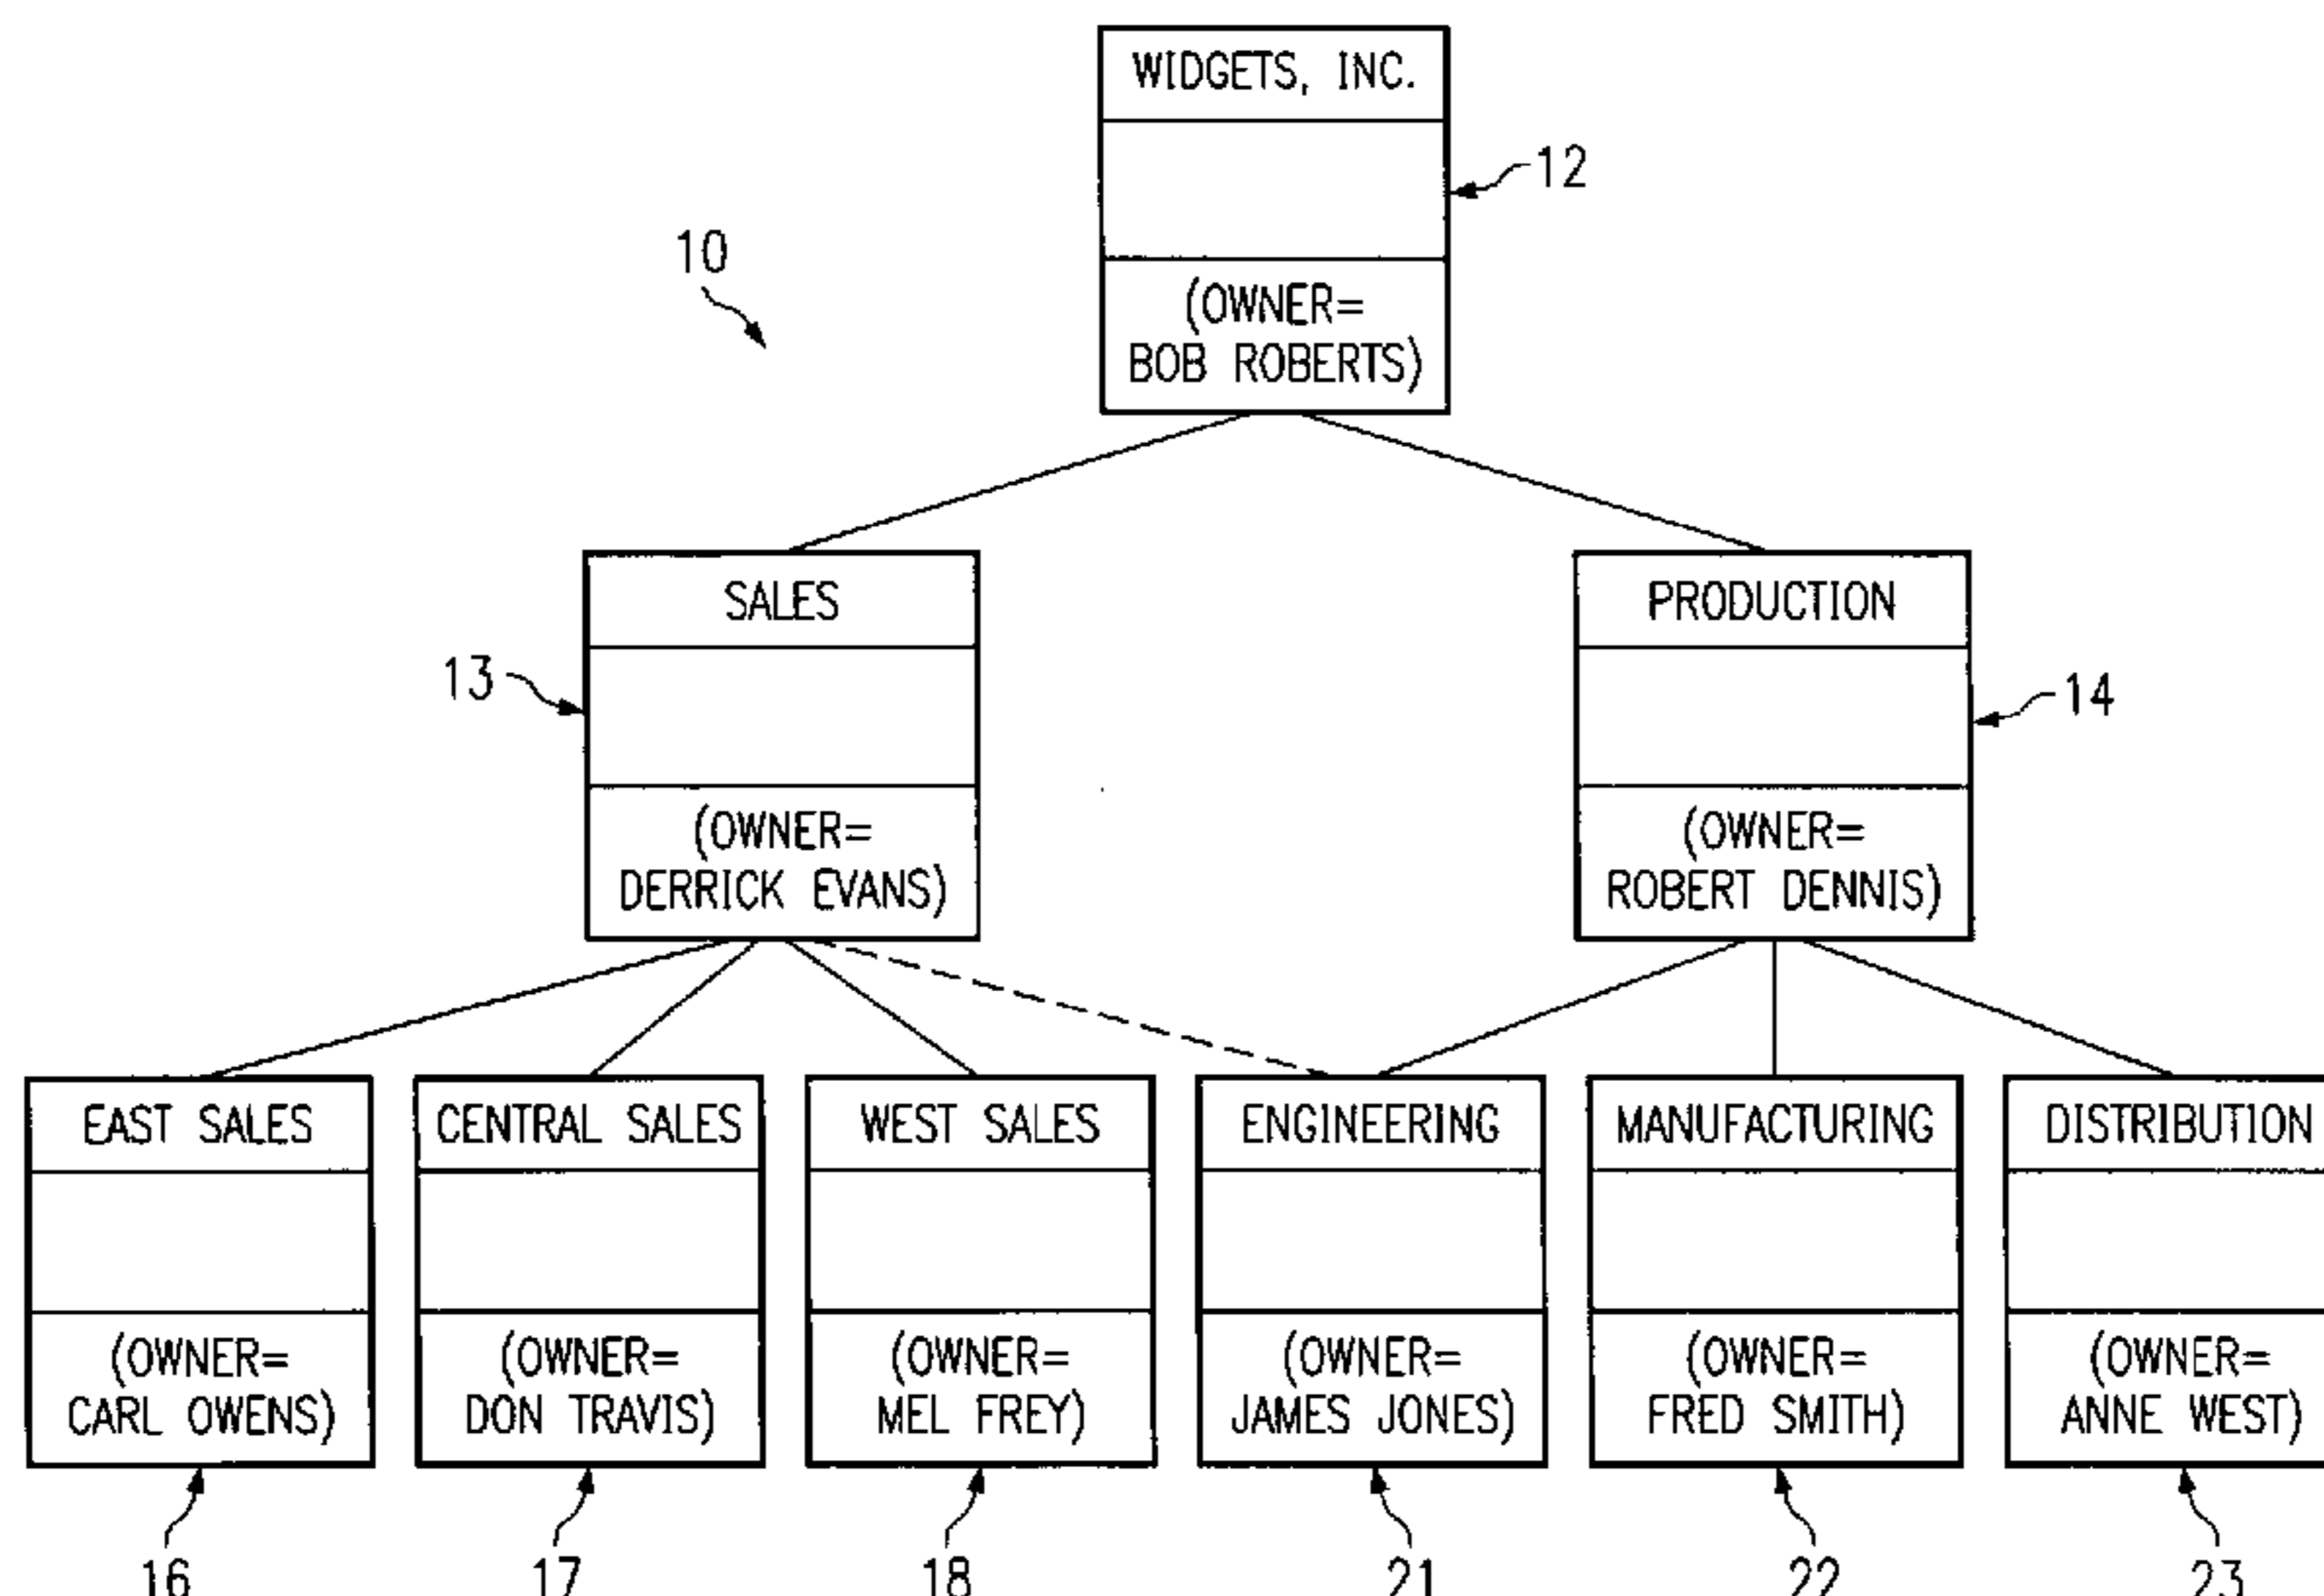 WIDGETS, INC.
12
10
(OWNER=
BOB ROBERTS)
SALES
PRODUCTION
13
14
(OWNER=
DERRICK EVANS)
(OWNER=
ROBERT DENNIS)
EAST SALES
CENTRAL SALES
WEST SALES
ENGINEERING
MANUFACTURING
DISTRIBUTION
(OWNER=
CARL OWENS)
(OWNER=
DON TRAVIS)
(OWNER=
MEL FREY)
(OWNER=
JAMES JONES)
(OWNER=
FRED SMITH)
(OWNER=
ANNE WEST)
16
17
18
21
22
23